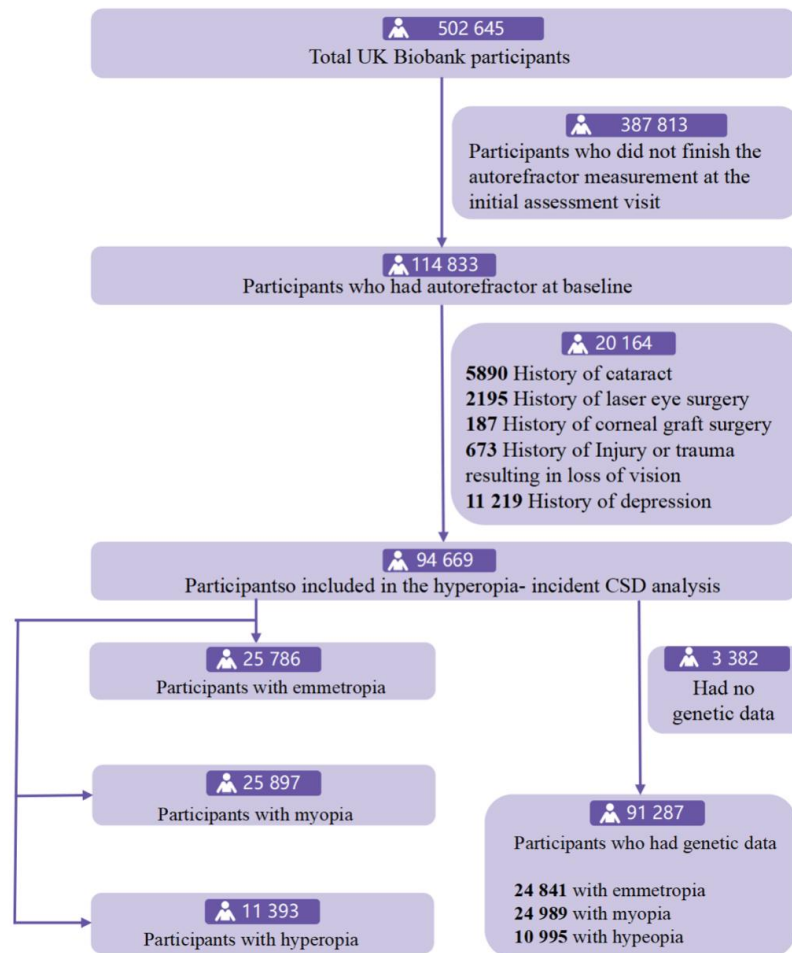 502 645
Total UK Biobank participants
387 813
Participants who did not finish the
autorefractor measurement at the
initial assessment visit
114 833
Participants who had autorefractor at baseline
20 164
5890 History of cataract
2195 History of laser eye surgery
187 History of corneal graft surgery
673 History of Injury or trauma
resulting in loss of vision
11 219 History of depression
94 669
Participantso included in the hyperopia- incident CSD analysis
25 786
Participants with emmetropia
3 382
Had no
genetic data
25 897
Participants with myopia
91 287
Participants who had genetic data
24 841 with emmetropia
24 989 with myopia
10 995 with hypeopia
11 393
Participants with hyperopia